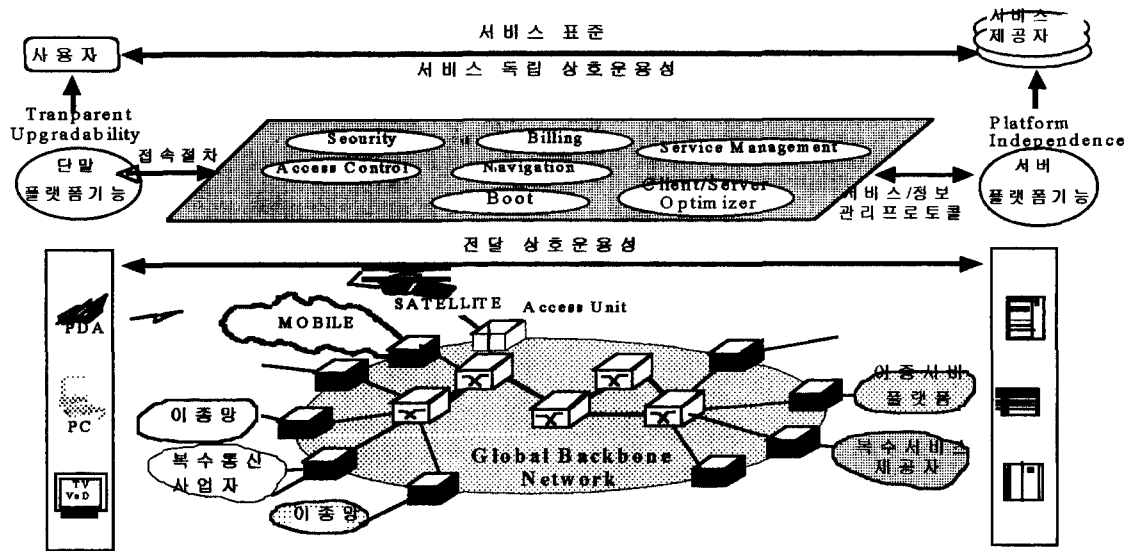 서비스 표준
사용자
서비스
제공자
서비스 독립 상호운용성
Tranparent
Upgradability
Platform
Independence
Security
Billing
Service Management
Access Control
Navigation
Boot
Client/Server
Optimizer
접속절차
단말
플랫폼기능
서비스/정보
관리프로토콜
서버
플랫폼기능
전달 상호운용성
SATELLITE
Access Unit
MOBILE
PDA
PC
TV
VoD
이종망
복수통신
사업자
이종망
Global Backbone
Network
이종서버
플랫폼
복수서비스
제공자